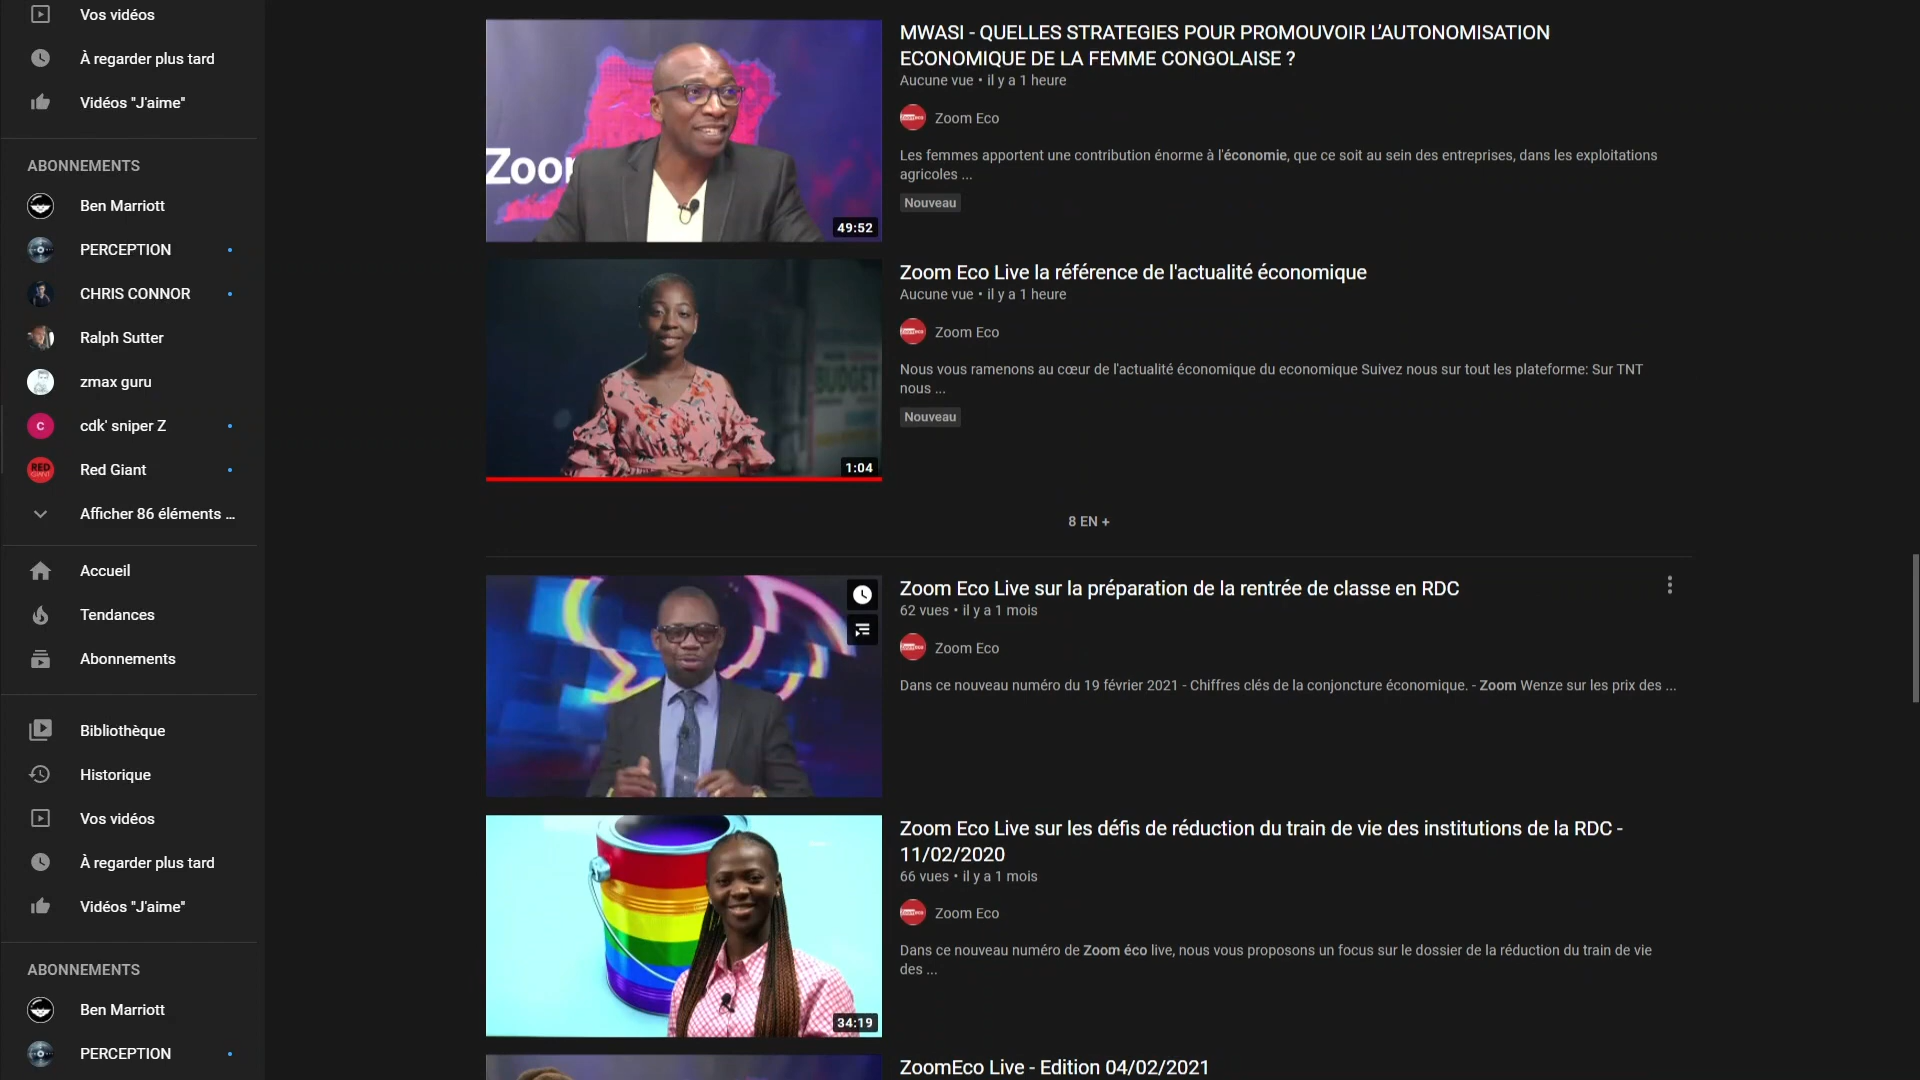 Vos vidéos
À regarder plus tard
Vidéos "J'aime"
ABONNEMENTS
Ben Marriott
PERCEPTION
CHRIS CONNOR
Ralph Sutter
zmax guru
C
cdk' sniper Z
RED
GIANT
Red Giant
Afficher 86 éléments ...
Accueil
Tendances
Abonnements
Bibliothèque
Historique
Vos vidéos
À regarder plus tard
Vidéos "J'aime"
ABONNEMENTS
Ben Marriott
PERCEPTION
Zoom
49:52
MWASI - QUELLES STRATEGIES POUR PROMOUVOIR L'AUTONOMISATION
ECONOMIQUE DE LA FEMME CONGOLAISE ?
Aucune vue • il y a 1 heure
Zoom Eco
Les femmes apportent une contribution énorme à l'économie, que ce soit au sein des entreprises, dans les exploitations
agricoles ...
Nouveau
BUDGET
1:04
Zoom Eco Live la référence de l'actualité économique
Aucune vue • il y a 1 heure
Zoom Eco
Nous vous ramenons au cœur de l'actualité économique du economique Suivez nous sur tout les plateforme: Sur TNT
nous ...
Nouveau
8 EN +
Zoom Eco Live sur la préparation de la rentrée de classe en RDC
62 vues • il y a 1 mois
Zoom Eco
Dans ce nouveau numéro du 19 février 2021 - Chiffres clés de la conjoncture économique. - Zoom Wenze sur les prix des ...
34:19
Zoom Eco Live sur les défis de réduction du train de vie des institutions de la RDC -
11/02/2020
66 vues • il y a 1 mois
Zoom Eco
Dans ce nouveau numéro de Zoom éco live, nous vous proposons un focus sur le dossier de la réduction du train de vie
des ...
ZoomEco Live - Edition 04/02/2021